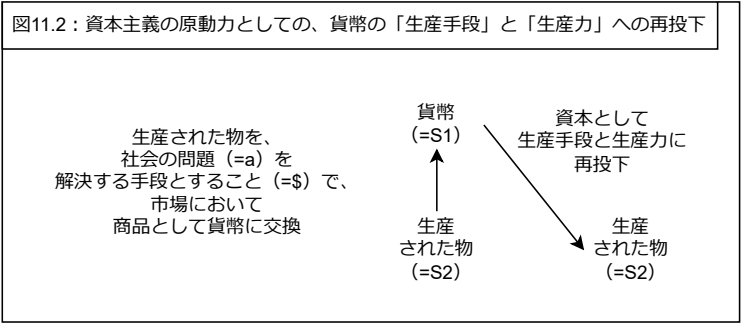 図11.2：資本主義の原動力としての、貨幣の「生産手段」と「生産力」への再投下
生産された物を、
社会の問題（=a）を
解決する手段とすること（=$）で、
市場において
商品として貨幣に交換
貨幣
（=S1）
資本として
生産手段と生産力に
再投下
生産
された物
（=S2）
生産
された物
（=S2）